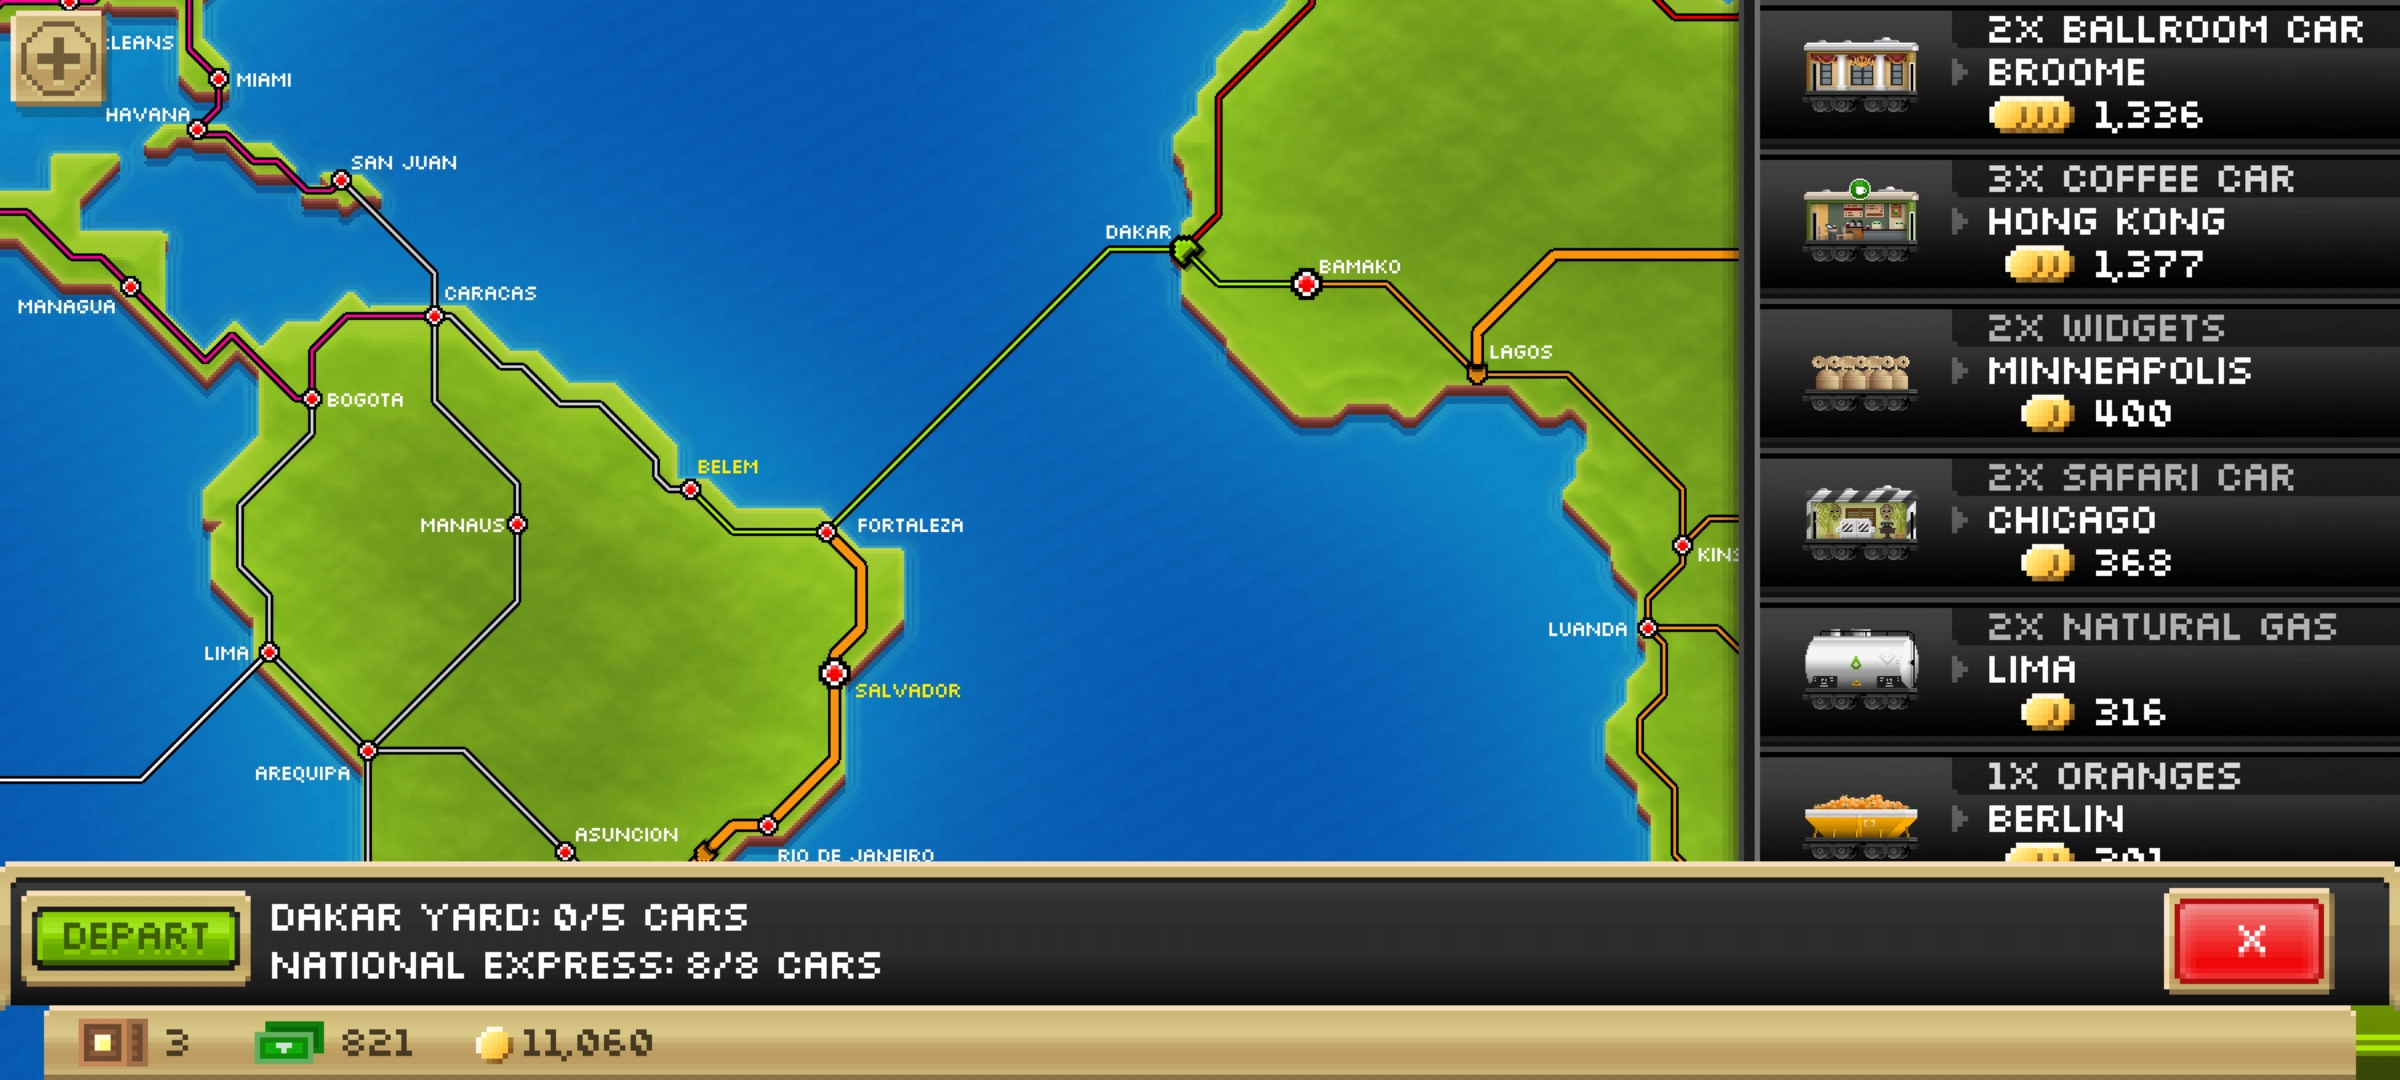 LEANS
MIAMI
HAVANA
SAN JUAN
MANAGUA
CARACAS
BOGOTA
BELEM
MANAUS
FORTALEZA
LIMA
SALVADOR
AREQUIPA
ASUNCION
RIO DE JANEIRO
DAKAR
BAMAKO
LAGOS
KINS
LUANDA
2X BALLROOM CAR
BROOME
1,336
3X COFFEE CAR
HONG KONG
1,377
2X WIDGETS
MINNEAPOLIS
400
2X SAFARI CAR
CHICAGO
368
2X NATURAL GAS
LIMA
316
1X ORANGES
BERLIN
DEPART
DAKAR YARD: 0/5 CARS
NATIONAL EXPRESS: 8/8 CARS
X
3
821
11,060